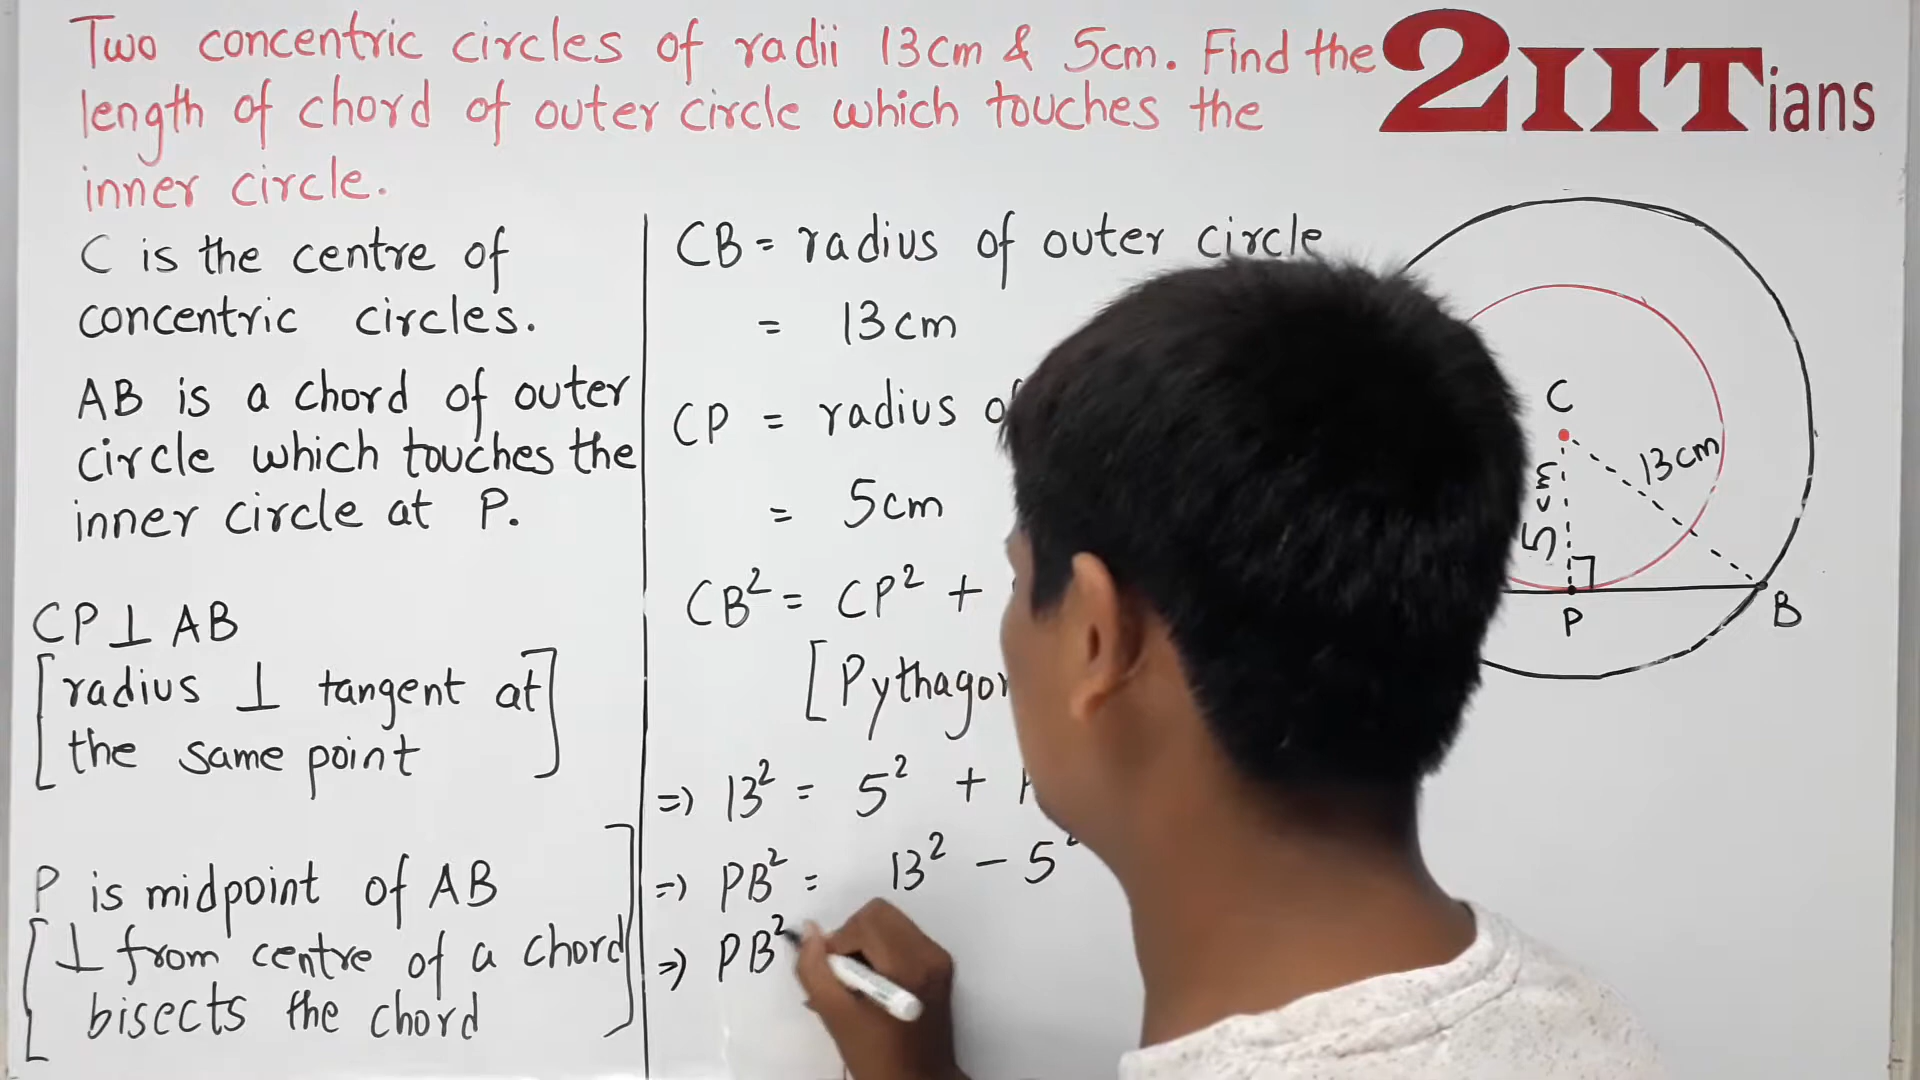 Two concentric circles of radii 13cm & 5cm. Find the
length of chord of outer circle which touches the
inner circle.
2IITians
C is the centre of
concentric circles.
AB is a chord of outer
circle which touches the
inner circle at P.
CP ⊥ AB
[radius ⊥ tangent at
the same point]
P is midpoint of AB
[⊥ from centre of a chord
bisects the chord]
CB = radius of outer circle
= 13cm
CP = radius
= 5cm
CB² = CP² +
[
=> 13² = 5² +
=> PB² = 13² - 5²
=> PB²
C
5cm
13cm
P
B